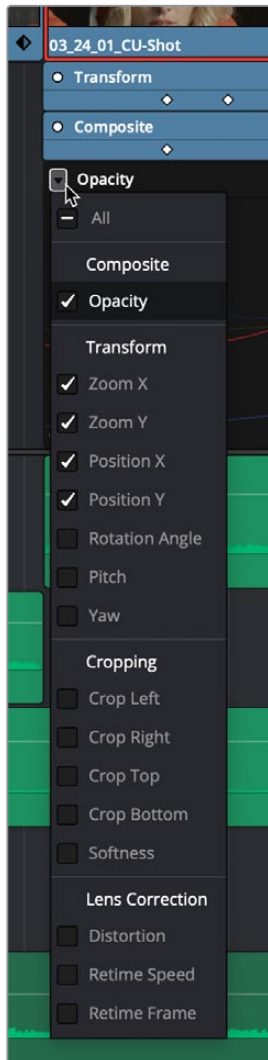 03_24_01_CU-Shot
Transform
Composite
Opacity
All
Composite
Opacity
Transform
Zoom X
Zoom Y
Position X
Position Y
Rotation Angle
Pitch
Yaw
Cropping
Crop Left
Crop Right
Crop Top
Crop Bottom
Softness
Lens Correction
Distortion
Retime Speed
Retime Frame